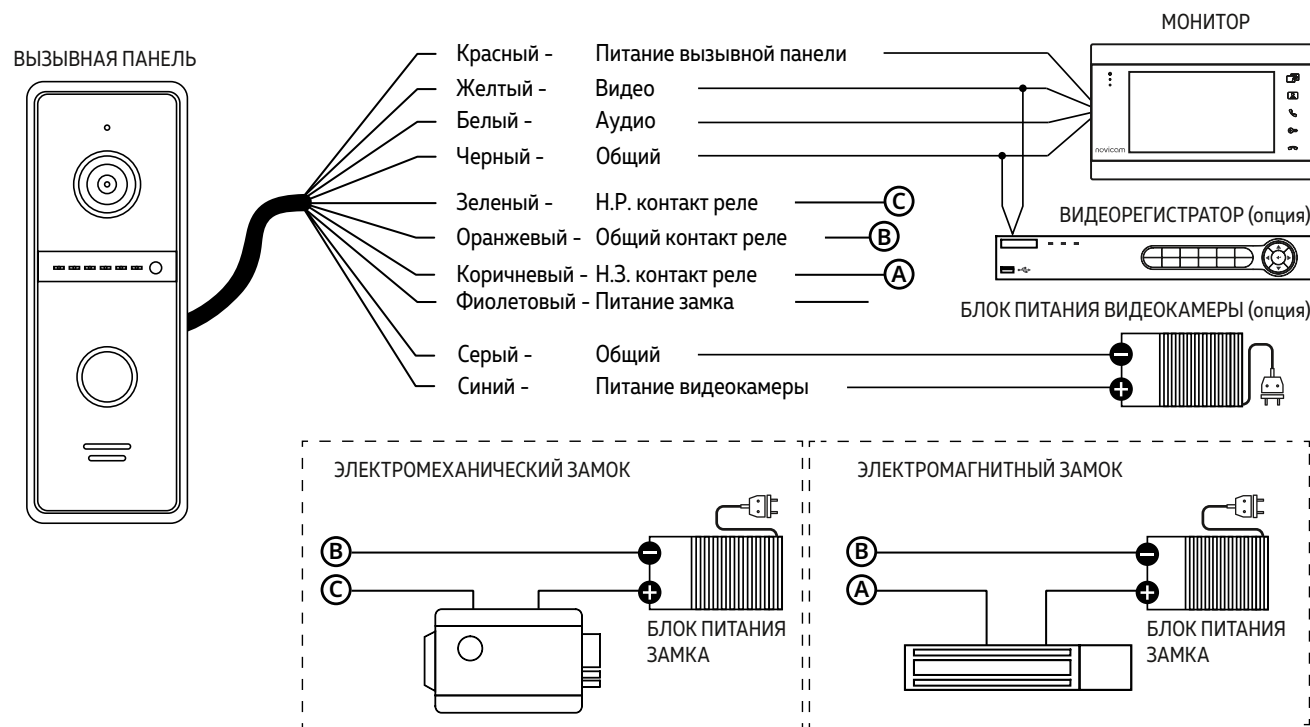 МОНИТОР
ВЫЗЫВНАЯ ПАНЕЛЬ
Красный - Питание вызывной панели
Желтый - Видео
Белый - Аудио
Черный - Общий
novicom
Зеленый - Н.Р. контакт реле C
Оранжевый - Общий контакт реле B
Коричневый - Н.З. контакт реле A
Фиолетовый - Питание замка
ВИДЕОРЕГИСТРАТОР (опция)
БЛОК ПИТАНИЯ ВИДЕОКАМЕРЫ (опция)
Серый - Общий
Синий - Питание видеокамеры
ЭЛЕКТРОМЕХАНИЧЕСКИЙ ЗАМОК
B
C
БЛОК ПИТАНИЯ
ЗАМКА
ЭЛЕКТРОМАГНИТНЫЙ ЗАМОК
B
A
БЛОК ПИТАНИЯ
ЗАМКА